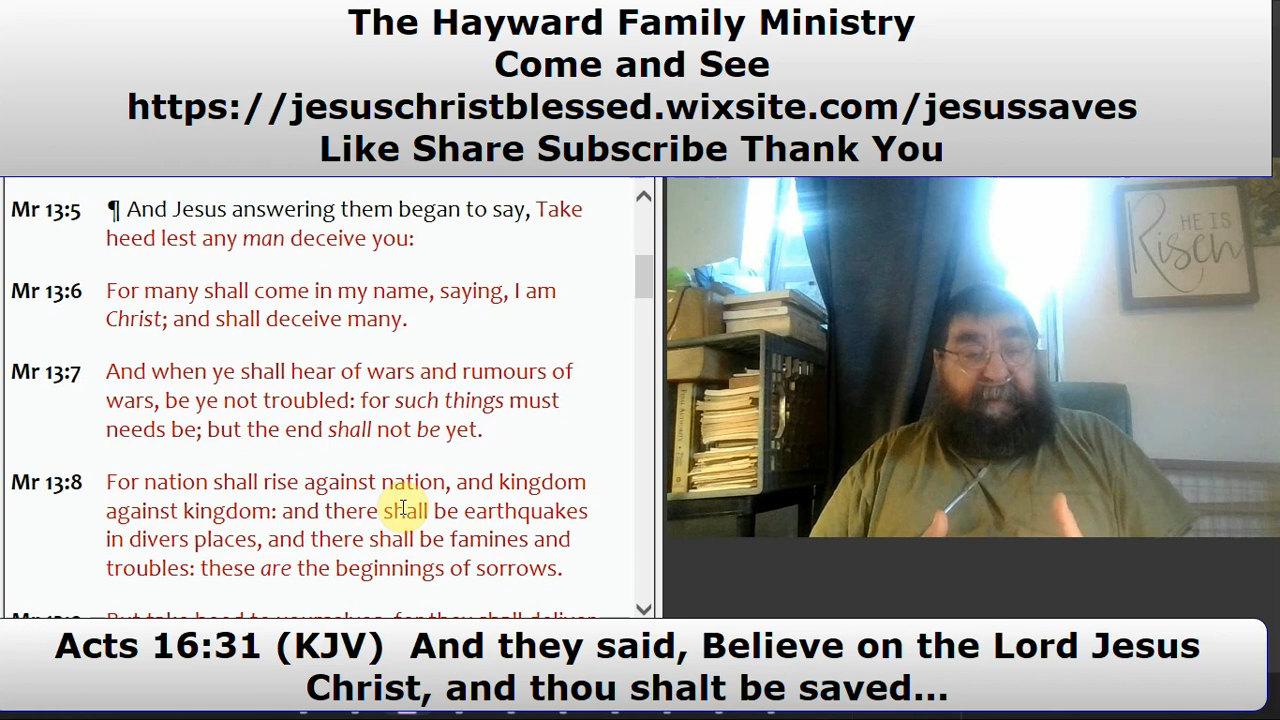 The Hayward Family Ministry
Come and See
https://jesuschristblessed.wixsite.com/jesussaves
Like Share Subscribe Thank You
Mr 13:5 ¶ And Jesus answering them began to say, Take
heed lest any man deceive you:
Mr 13:6 For many shall come in my name, saying, I am
Christ; and shall deceive many.
Mr 13:7 And when ye shall hear of wars and rumours of
wars, be ye not troubled: for such things must
needs be; but the end shall not be yet.
Mr 13:8 For nation shall rise against nation, and kingdom
against kingdom: and there shall be earthquakes
in divers places, and there shall be famines and
troubles: these are the beginnings of sorrows.
HE IS
Risen
Acts 16:31 (KJV) And they said, Believe on the Lord Jesus
Christ, and thou shalt be saved...